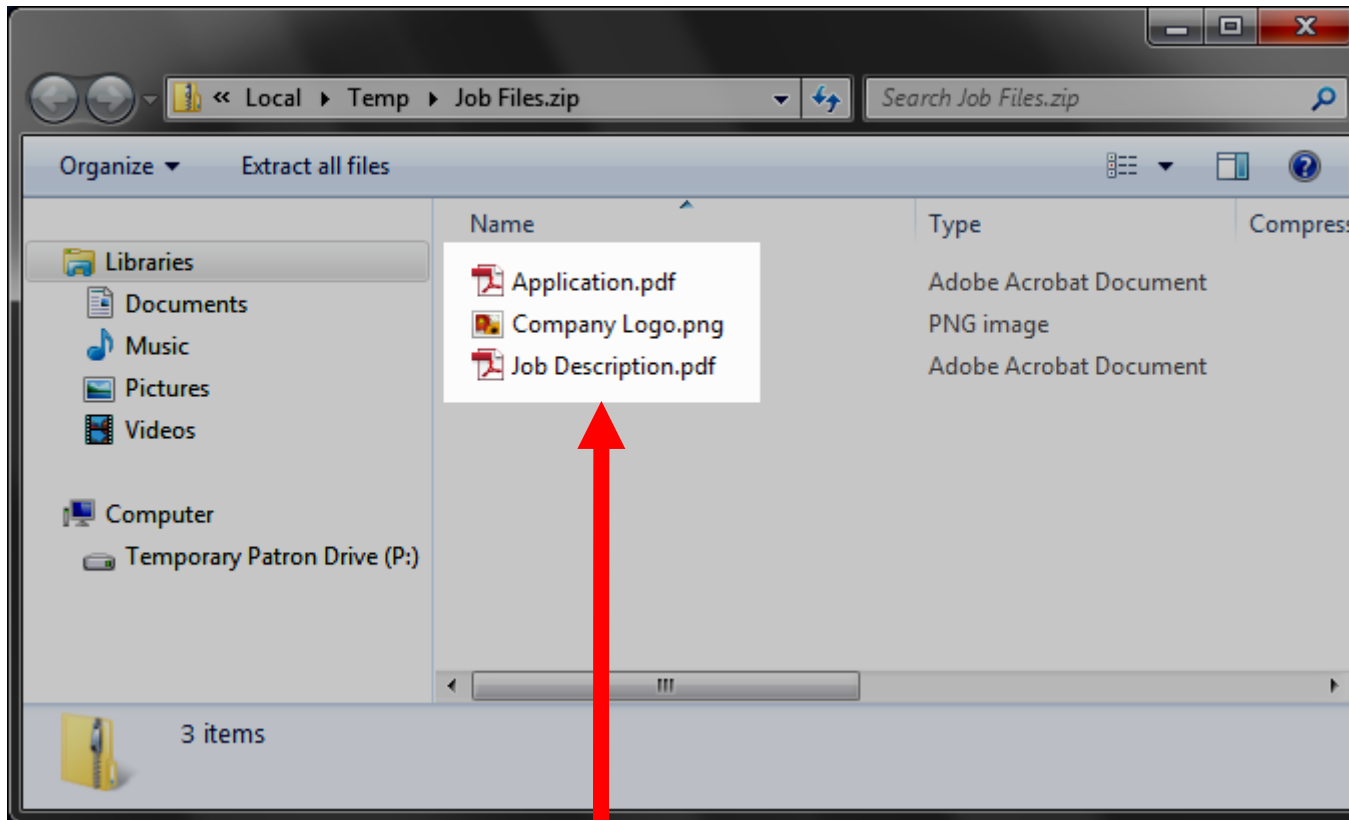 « Local ▸ Temp ▸ Job Files.zip Search Job Files.zip
Organize Extract all files
Name Type Compress
Libraries
Documents
Music
Pictures
Videos
Computer
Temporary Patron Drive (P:)
Application.pdf Adobe Acrobat Document
Company Logo.png PNG image
Job Description.pdf Adobe Acrobat Document
3 items